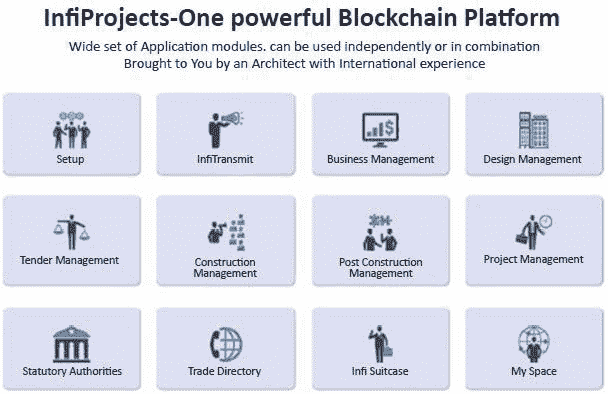 InfiProjects-One powerful Blockchain Platform
Wide set of Application modules. can be used independently or in combination
Brought to You by an Architect with International experience
Setup
InfiTransmit
Business Management
Design Management
Tender Management
Construction
Management
Post Construction
Management
Project Management
Statutory Authorities
Trade Directory
Infi Suitcase
My Space